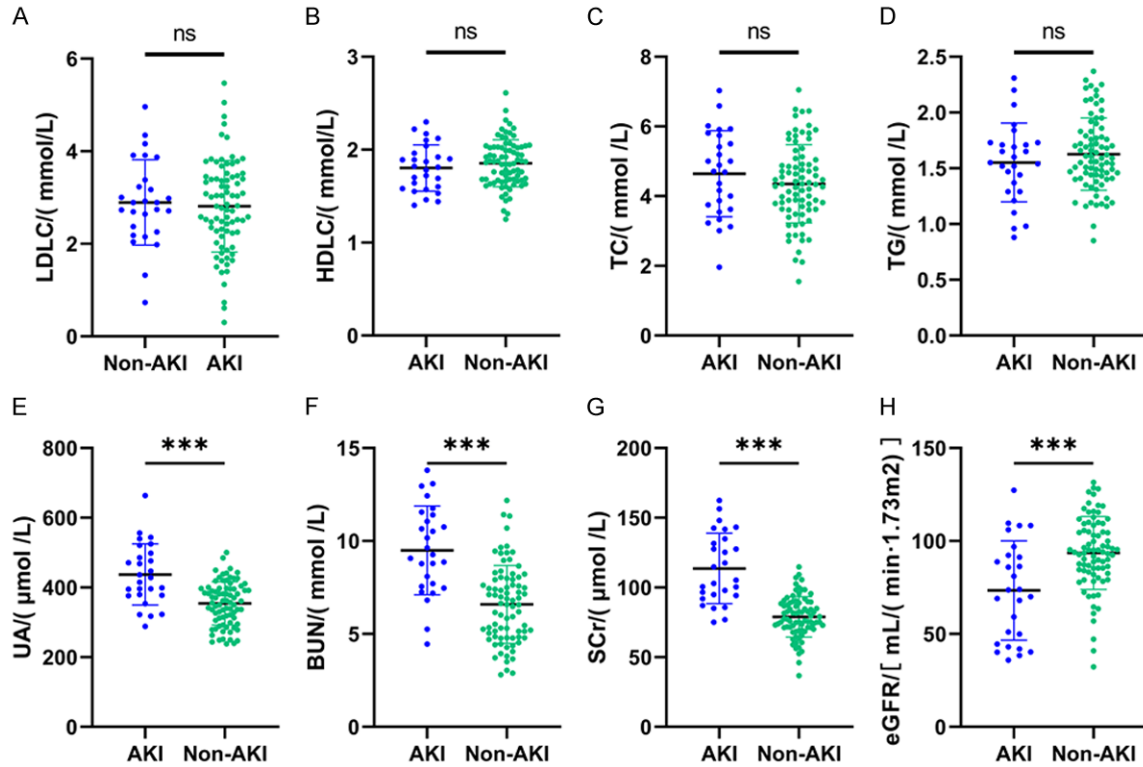 A
ns
LDLC/( mmol/L)
6
4
2
0
Non-AKI AKI
B
ns
HDLC/( mmol/L)
3
2
1
0
AKI Non-AKI
C
ns
TC/( mmol /L)
8
6
4
2
0
AKI Non-AKI
D
ns
TG/( mmol /L)
2.5
2.0
1.5
1.0
0.5
0.0
AKI Non-AKI
E
***
UA/( μmol /L)
800
600
400
200
0
AKI Non-AKI
F
***
BUN/( mmol /L)
15
10
5
0
AKI Non-AKI
G
***
SCr/( μmol /L)
200
150
100
50
0
AKI Non-AKI
H
***
eGFR/[ mL/( min·1.73m2) ]
150
100
50
0
AKI Non-AKI